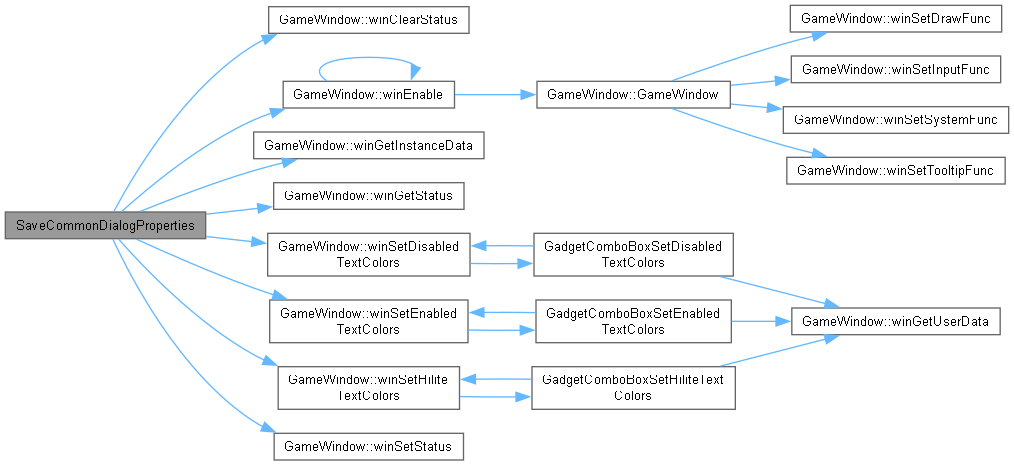 SaveCommonDialogProperties
GameWindow::winClearStatus
GameWindow::winEnable
GameWindow::GameWindow
GameWindow::winSetDrawFunc
GameWindow::winSetInputFunc
GameWindow::winSetSystemFunc
GameWindow::winSetTooltipFunc
GameWindow::winGetInstanceData
GameWindow::winGetStatus
GameWindow::winSetDisabled
TextColors
GadgetComboBoxSetDisabled
TextColors
GameWindow::winGetUserData
GameWindow::winSetEnabled
TextColors
GadgetComboBoxSetEnabled
TextColors
GameWindow::winSetHilite
TextColors
GadgetComboBoxSetHiliteText
Colors
GameWindow::winSetStatus